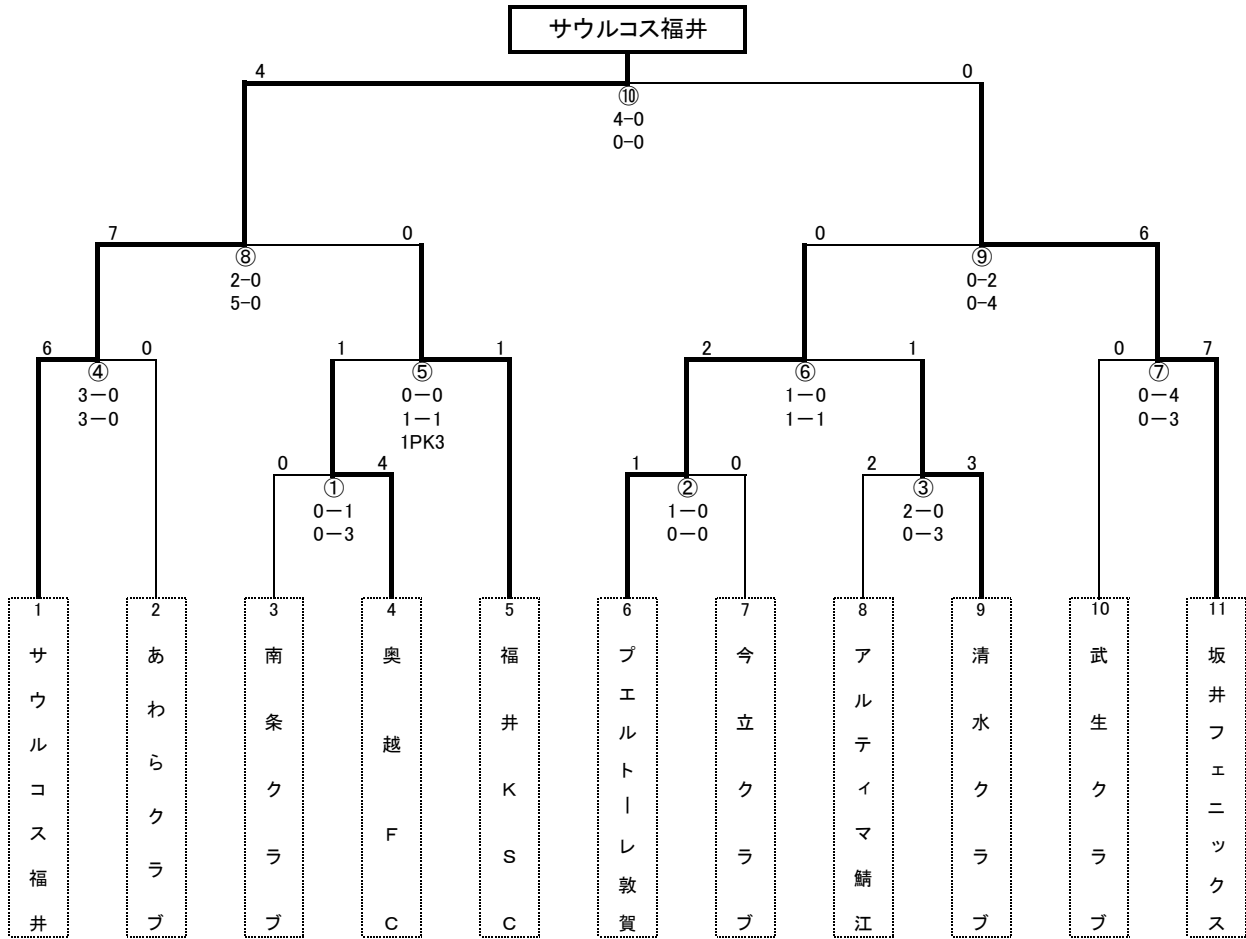 サウルコス福井
4 0
⑩
4-0
0-0
7 0 0 6
⑧ ⑨
2-0 0-2
5-0 0-4
6 0 1 1 2 1 0 7
④ ⑤ ⑥ ⑦
3-0 0-0 1-0 0-4
3-0 1-1 1-1 0-3
1PK3
0 4 1 0 2 3
① ② ③
0-1 1-0 2-0
0-3 0-0 0-3
1 2 3 4 5 6 7 8 9 10 11
サウルコス福井
あわらクラブ
南条クラブ
奥越FC
福井KSC
プエルトーレ敦賀
今立クラブ
アルティマ鯖江
清水クラブ
武生クラブ
坂井フェニックス